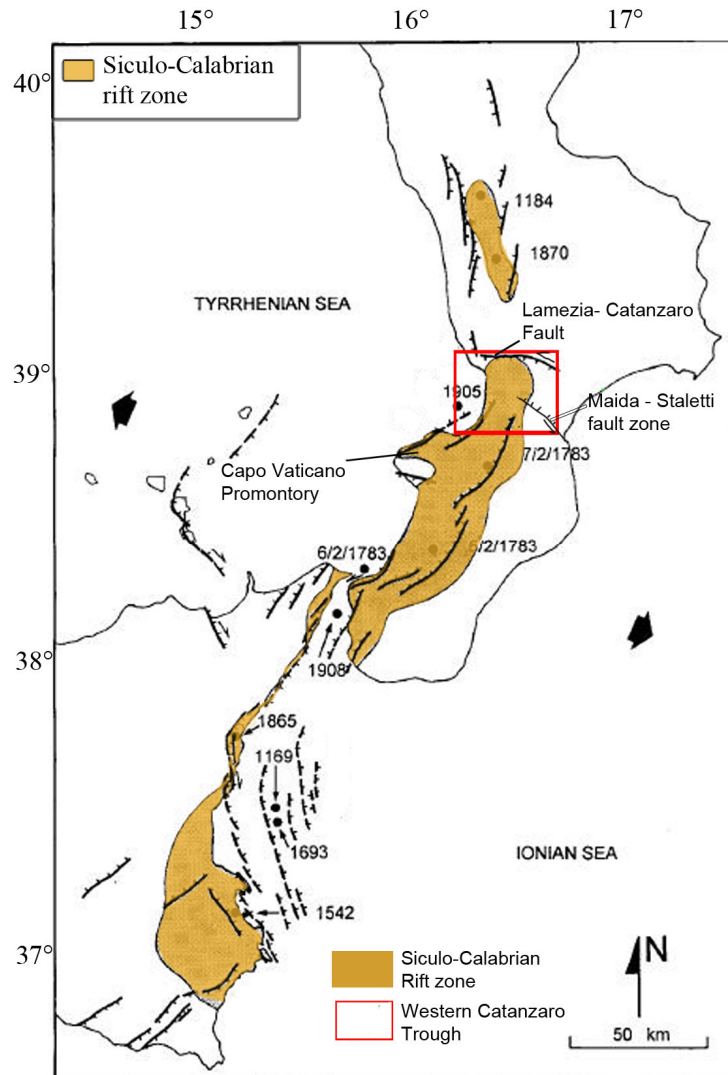 15°
16°
17°
Siculo-Calabrian
rift zone
40°
1184
1870
TYRRHENIAN SEA
Lamezia- Catanzaro
Fault
39°
1905
Maida - Staletti
fault zone
Capo Vaticano
Promontory
7/2/1783
6/2/1783
5/2/1783
1908
38°
1865
1169
1693
IONIAN SEA
1542
37°
Siculo-Calabrian
Rift zone
N
Western Catanzaro
Trough
50 km